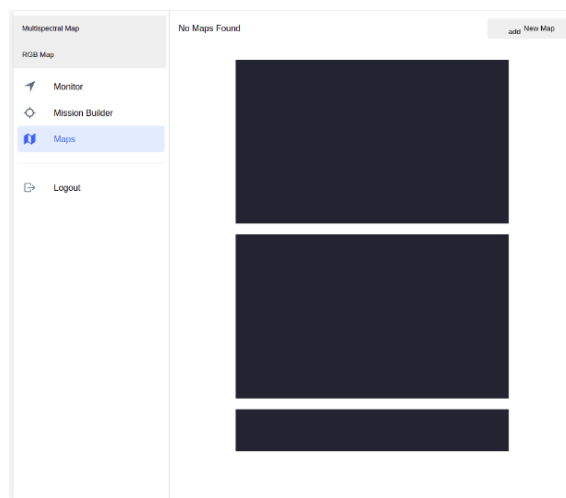 Multispectral Map
RGB Map
Monitor
Mission Builder
Maps
Logout
No Maps Found
add New Map